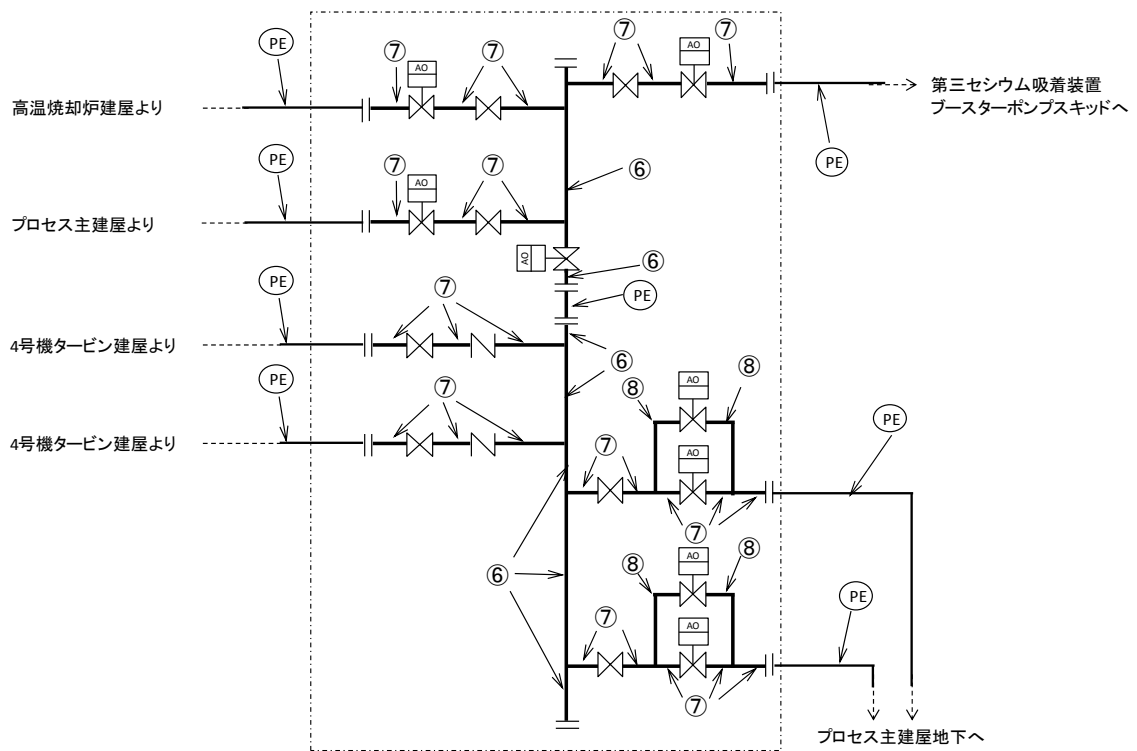 PE
⑦
AO
⑦
⑦
AO
⑦
高温焼却炉建屋より
第三セシウム吸着装置
ブースターポンプスキッドへ
PE
PE
⑦
AO
⑦
⑥
プロセス主建屋より
AO
⑥
PE
⑦
PE
4号機タービン建屋より
⑥
PE
⑦
⑧
AO
⑧
4号機タービン建屋より
PE
⑦
AO
⑦
⑥
⑧
AO
⑧
PE
⑦
AO
⑦
プロセス主建屋地下へ